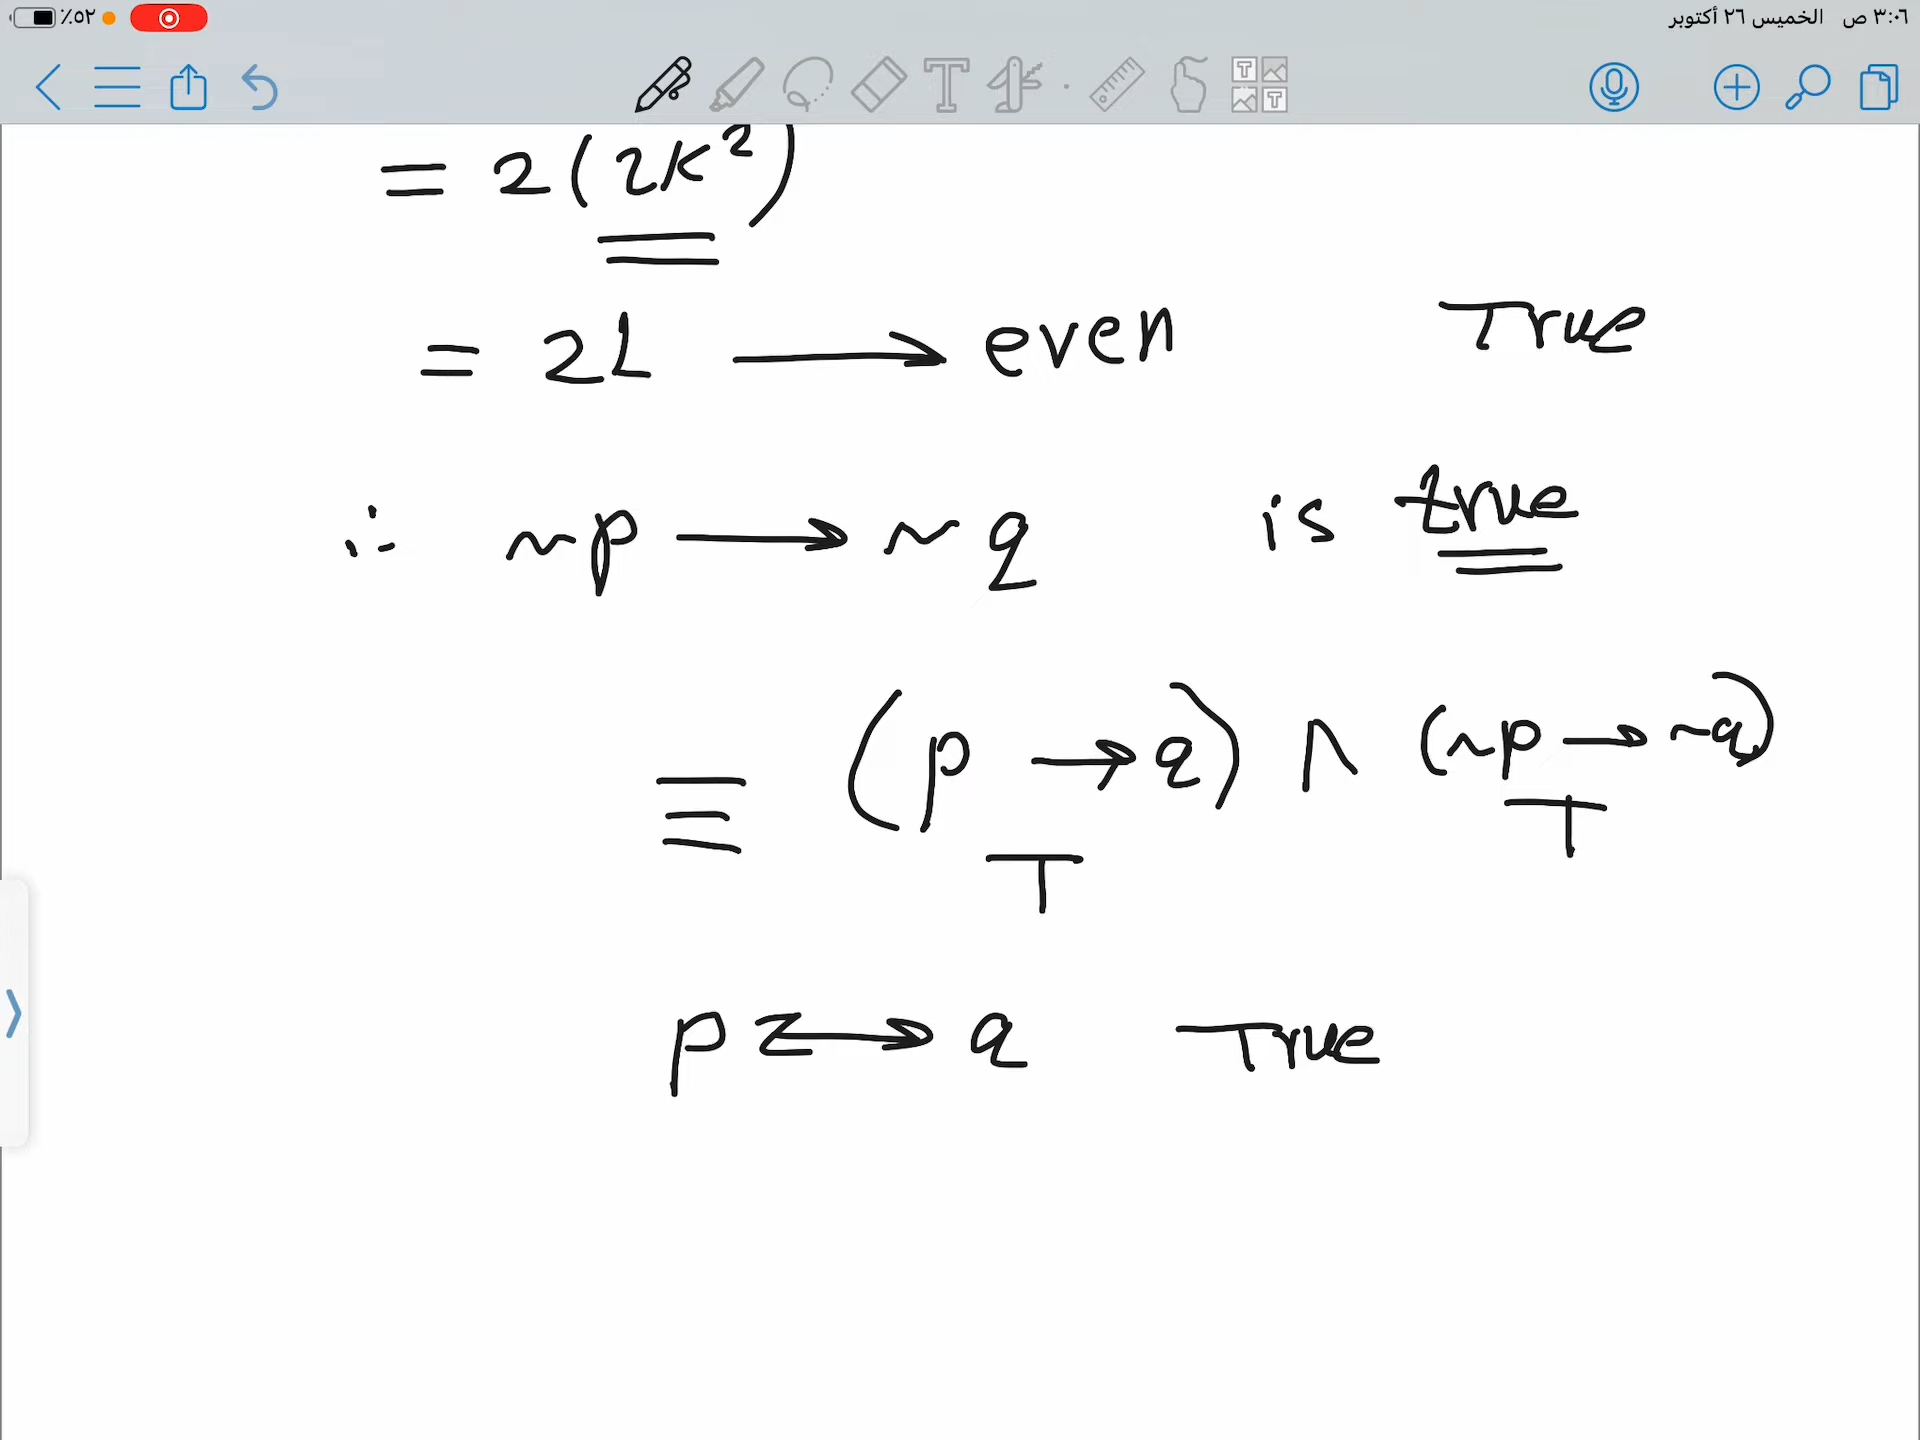 ٪٥٢ ٣:٠٦ ص الخميس ٢٦ أكتوبر
= 2(2K²)
= 2L ⟶ even True
∴ ~p ⟶ ~q is true
≡ (p → q) ∧ (~p → ~q)
T T
p ⟷ q True